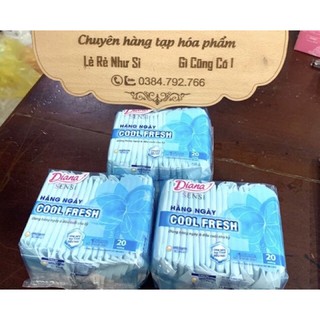 Chuyên hàng tạp hóa phẩm
Lẻ Rẻ Như Sỉ Gì Cũng Có !
0384.792.766
Diana
SENSI
HÀNG NGÀY
COOL FRESH
20
Diana
SENSI
HÀNG NGÀY
COOL FRESH
20
Diana
SENSI
HÀNG NGÀY
COOL FRESH
20